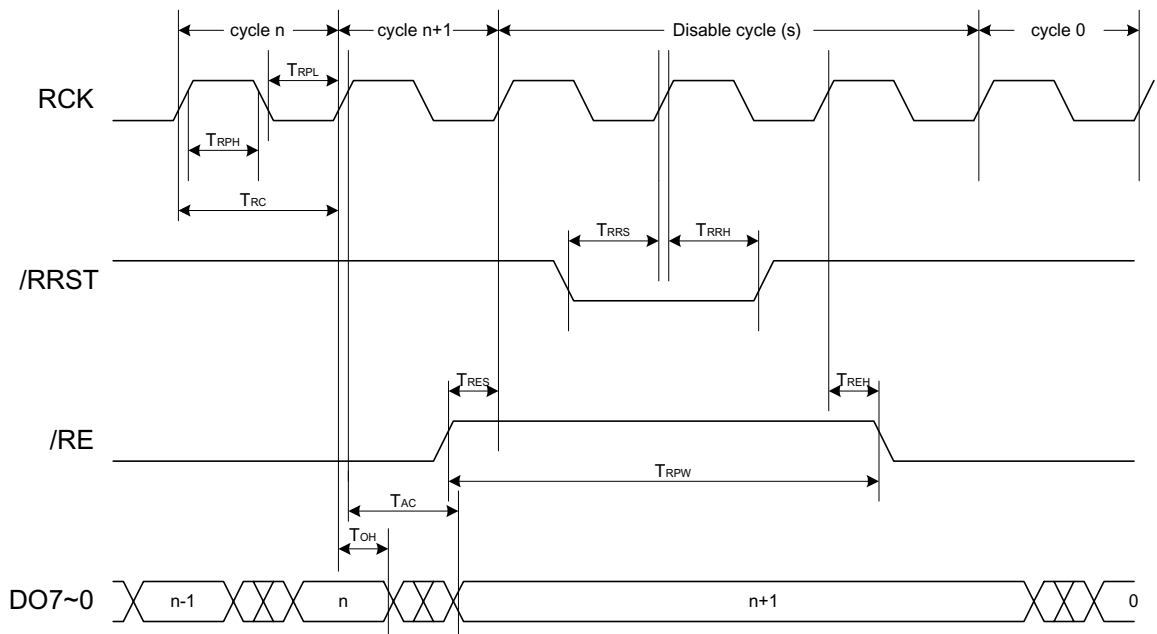 cycle n cycle n+1 Disable cycle (s) cycle 0
TRPL
RCK
TRPH
TRC
TRRS TRRH
/RRST
TRES TREH
/RE
TRPW
TAC
TOH
DO7~0 n-1 n n+1 0